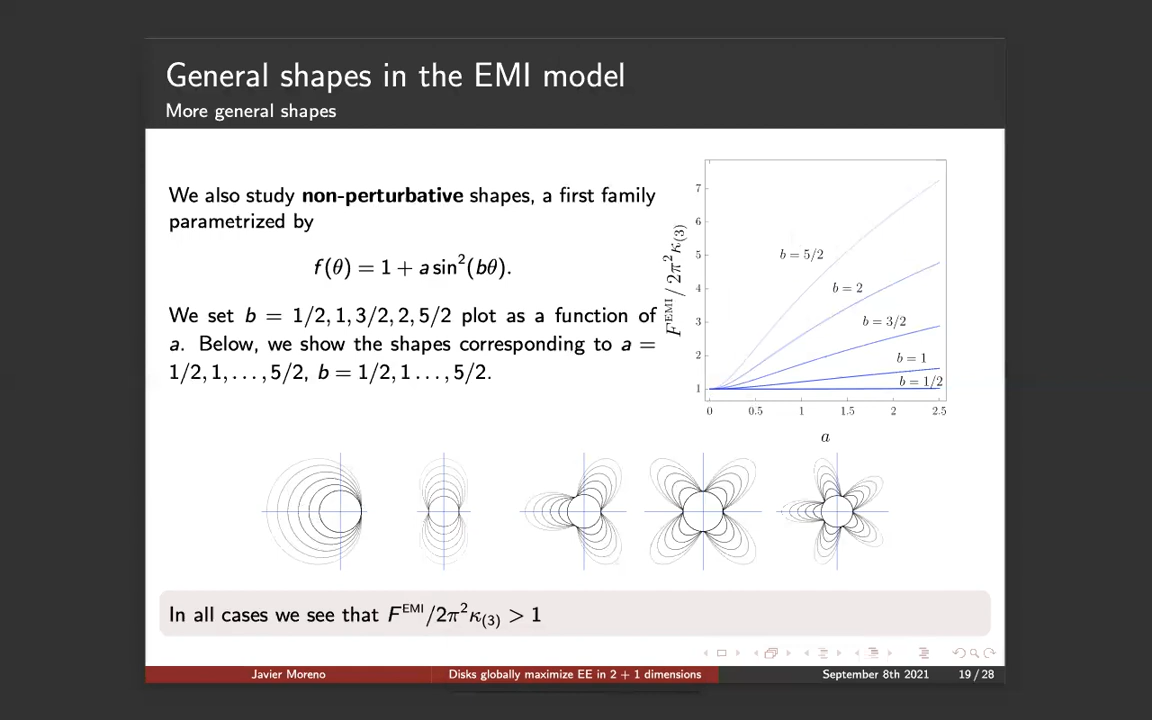 General shapes in the EMI model
More general shapes
We also study non-perturbative shapes, a first family
parametrized by
f(θ) = 1 + a sin²(bθ).
We set b = 1/2, 1, 3/2, 2, 5/2 plot as a function of
a. Below, we show the shapes corresponding to a =
1/2, 1, . . . , 5/2, b = 1/2, 1 . . . , 5/2.
F^EMI / 2π²κ₍₃₎
7
6
5
4
3
2
1
b = 5/2
b = 2
b = 3/2
b = 1
b = 1/2
0 0.5 1 1.5 2 2.5
a
In all cases we see that F^EMI/2π²κ₍₃₎ > 1
Javier Moreno Disks globally maximize EE in 2 + 1 dimensions September 8th 2021 19 / 28